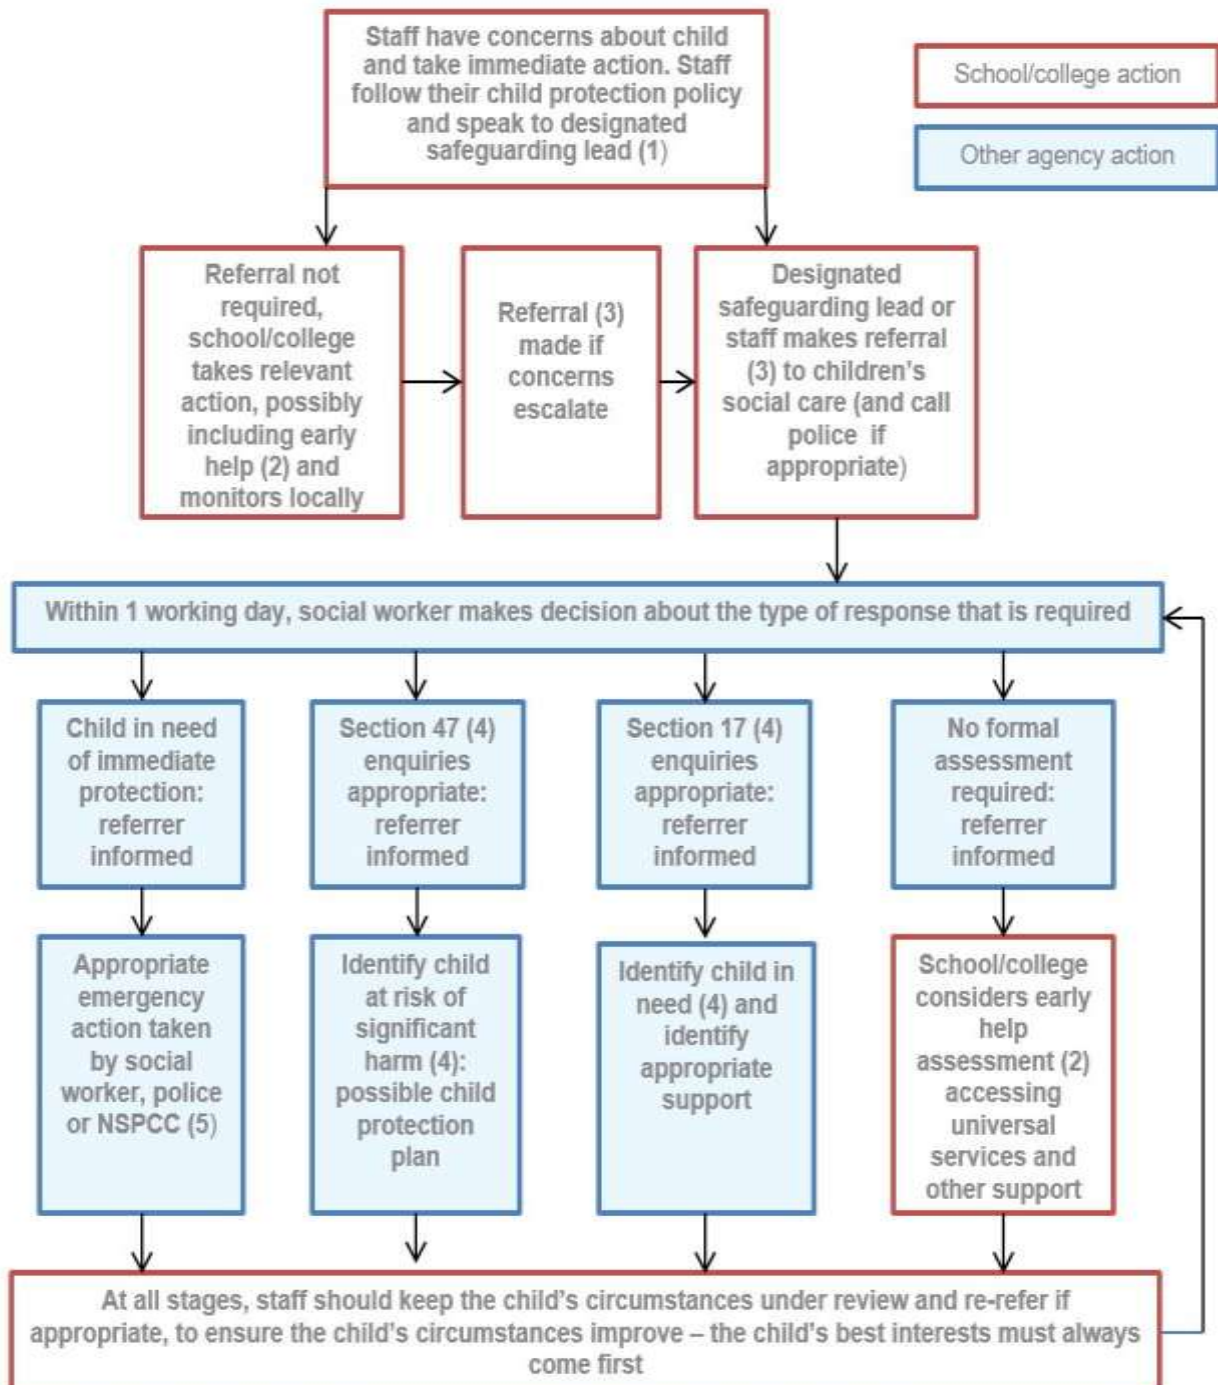 Staff have concerns about child
and take immediate action. Staff
follow their child protection policy
and speak to designated
safeguarding lead (1)
School/college action
Other agency action
Referral not
required,
school/college
takes relevant
action, possibly
including early
help (2) and
monitors locally
Referral (3)
made if
concerns
escalate
Designated
safeguarding lead or
staff makes referral
(3) to children’s
social care (and call
police if
appropriate)
Within 1 working day, social worker makes decision about the type of response that is required
Child in need
of immediate
protection:
referrer
informed
Section 47 (4)
enquiries
appropriate:
referrer
informed
Section 17 (4)
enquiries
appropriate:
referrer
informed
No formal
assessment
required:
referrer
informed
Appropriate
emergency
action taken
by social
worker, police
or NSPCC (5)
Identify child
at risk of
significant
harm (4):
possible child
protection
plan
Identify child in
need (4) and
identify
appropriate
support
School/college
considers early
help
assessment (2)
accessing
universal
services and
other support
At all stages, staff should keep the child’s circumstances under review and re-refer if
appropriate, to ensure the child’s circumstances improve – the child’s best interests must always
come first